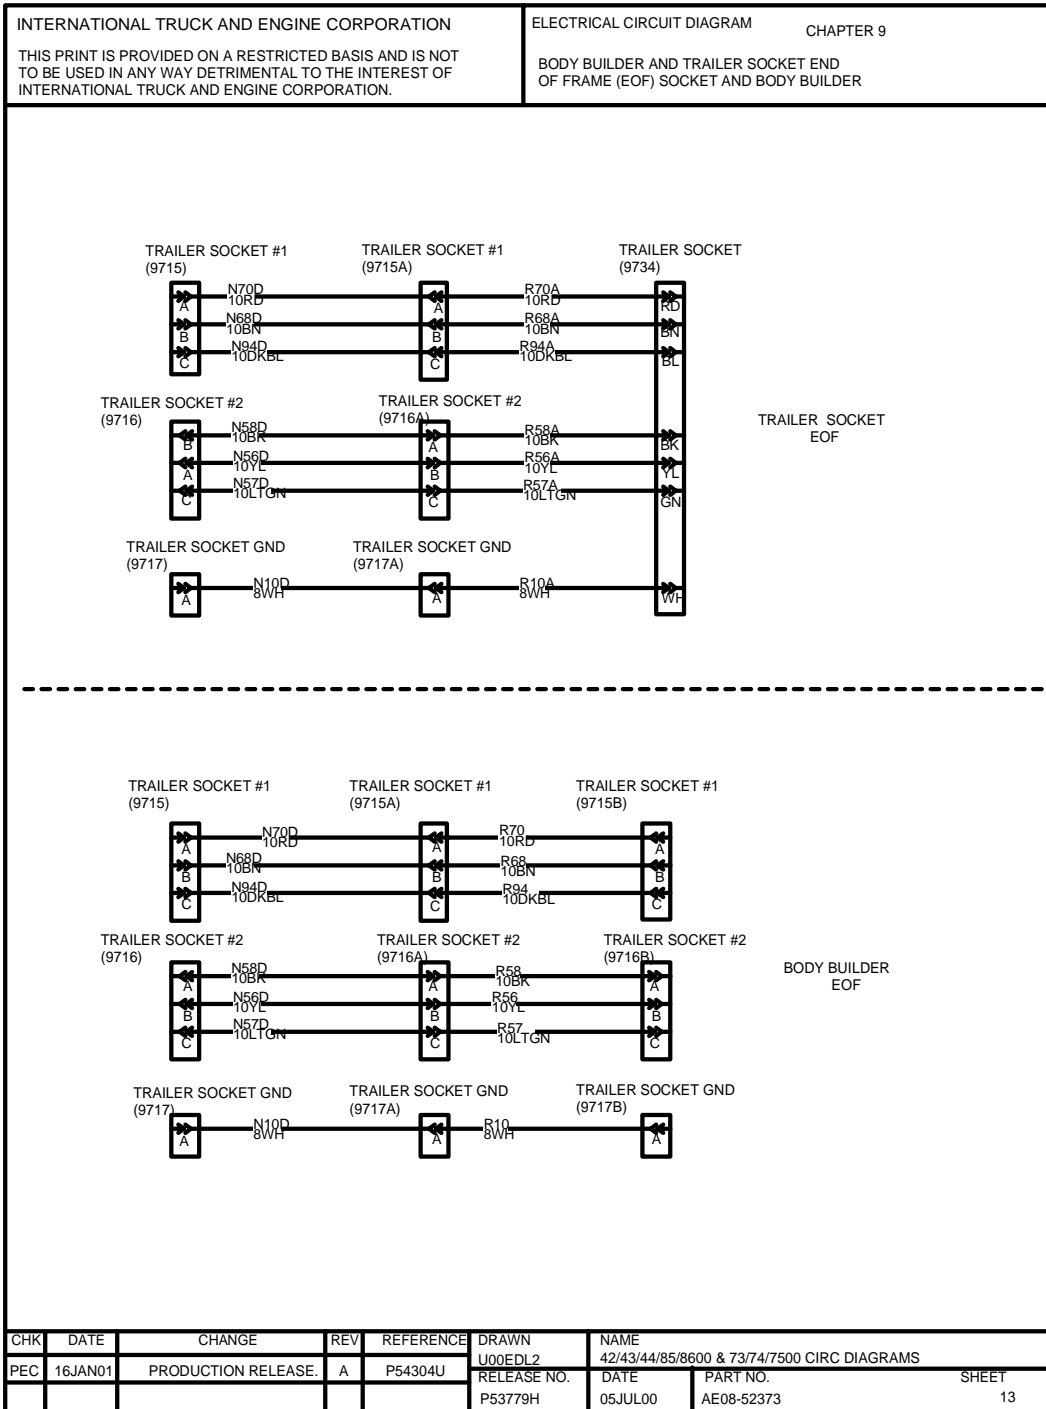 INTERNATIONAL TRUCK AND ENGINE CORPORATION
THIS PRINT IS PROVIDED ON A RESTRICTED BASIS AND IS NOT
TO BE USED IN ANY WAY DETRIMENTAL TO THE INTEREST OF
INTERNATIONAL TRUCK AND ENGINE CORPORATION.
ELECTRICAL CIRCUIT DIAGRAM
CHAPTER 9
BODY BUILDER AND TRAILER SOCKET END
OF FRAME (EOF) SOCKET AND BODY BUILDER
TRAILER SOCKET #1
(9715)
TRAILER SOCKET #1
(9715A)
TRAILER SOCKET
(9734)
A
N70D
10RD
A
R70A
10RD
RD
B
N68D
10BN
B
R68A
10BN
BN
C
N94D
10DKBL
C
R94A
10DKBL
BL
TRAILER SOCKET #2
(9716)
TRAILER SOCKET #2
(9716A)
B
N58D
10BK
A
R58A
10BK
BK
A
N56D
10YL
B
R56A
10YL
YL
C
N57D
10LTGN
C
R57A
10LTGN
GN
TRAILER SOCKET
EOF
TRAILER SOCKET GND
(9717)
TRAILER SOCKET GND
(9717A)
A
N10D
8WH
A
R10A
8WH
WH
TRAILER SOCKET #1
(9715)
TRAILER SOCKET #1
(9715A)
TRAILER SOCKET #1
(9715B)
A
N70D
10RD
A
R70
10RD
A
B
N68D
10BN
B
R68
10BN
B
C
N94D
10DKBL
C
R94
10DKBL
C
TRAILER SOCKET #2
(9716)
TRAILER SOCKET #2
(9716A)
TRAILER SOCKET #2
(9716B)
A
N58D
10BK
A
R58
10BK
A
B
N56D
10YL
B
R56
10YL
B
C
N57D
10LTGN
C
R57
10LTGN
C
BODY BUILDER
EOF
TRAILER SOCKET GND
(9717)
TRAILER SOCKET GND
(9717A)
TRAILER SOCKET GND
(9717B)
A
N10D
8WH
A
R10
8WH
A
CHK DATE CHANGE REV REFERENCE
PEC 16JAN01 PRODUCTION RELEASE. A P54304U
DRAWN
U00EDL2
NAME
42/43/44/85/8600 & 73/74/7500 CIRC DIAGRAMS
RELEASE NO.
P53779H
DATE
05JUL00
PART NO.
AE08-52373
SHEET
13